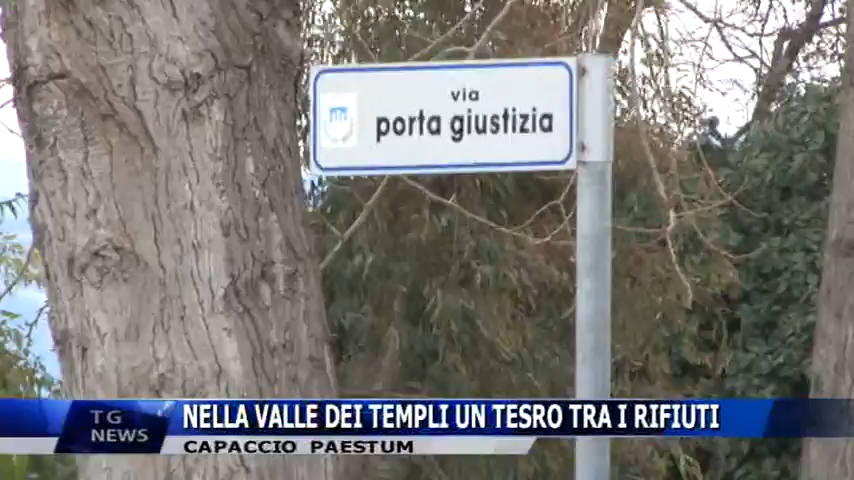 via
porta giustizia
TG
NEWS
NELLA VALLE DEI TEMPLI UN TESRO TRA I RIFIUTI
CAPACCIO PAESTUM